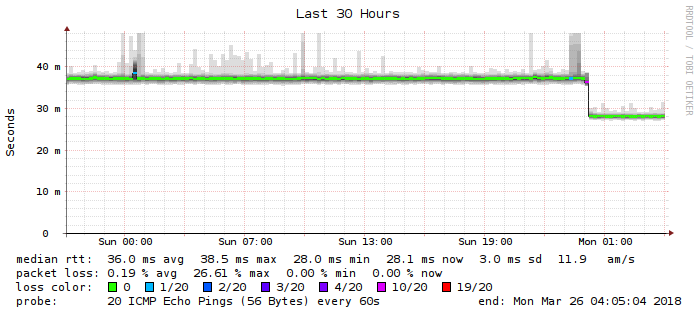 Last 30 Hours
RRDTOOL / TOBI OETIKER
Seconds
40 m
30 m
20 m
10 m
0
Sun 00:00 Sun 07:00 Sun 13:00 Sun 19:00 Mon 01:00
median rtt: 36.0 ms avg 38.5 ms max 28.0 ms min 28.1 ms now 3.0 ms sd 11.9 am/s
packet loss: 0.19 % avg 26.61 % max 0.00 % min 0.00 % now
loss color: 0 1/20 2/20 3/20 4/20 10/20 19/20
probe: 20 ICMP Echo Pings (56 Bytes) every 60s end: Mon Mar 26 04:05:04 2018